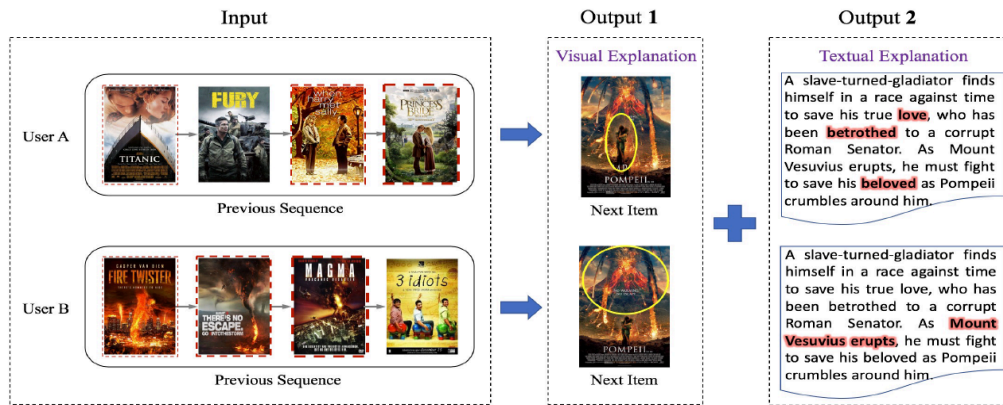 Input
Output 1
Output 2
User A
FURY
TITANIC
when
harry
met
sally
PRINCESS
BRIDE
Previous Sequence
Visual Explanation
POMPEII
Next Item
Textual Explanation
A slave-turned-gladiator finds
himself in a race against time
to save his true love, who has
been betrothed to a corrupt
Roman Senator. As Mount
Vesuvius erupts, he must fight
to save his beloved as Pompeii
crumbles around him.
User B
CASPER VAN DIEN
FIRE TWISTER
THERE'S NO
ESCAPE
MAGMA
3 idiots
Previous Sequence
POMPEII
Next Item
A slave-turned-gladiator finds
himself in a race against time
to save his true love, who has
been betrothed to a corrupt
Roman Senator. As Mount
Vesuvius erupts, he must fight
to save his beloved as Pompeii
crumbles around him.